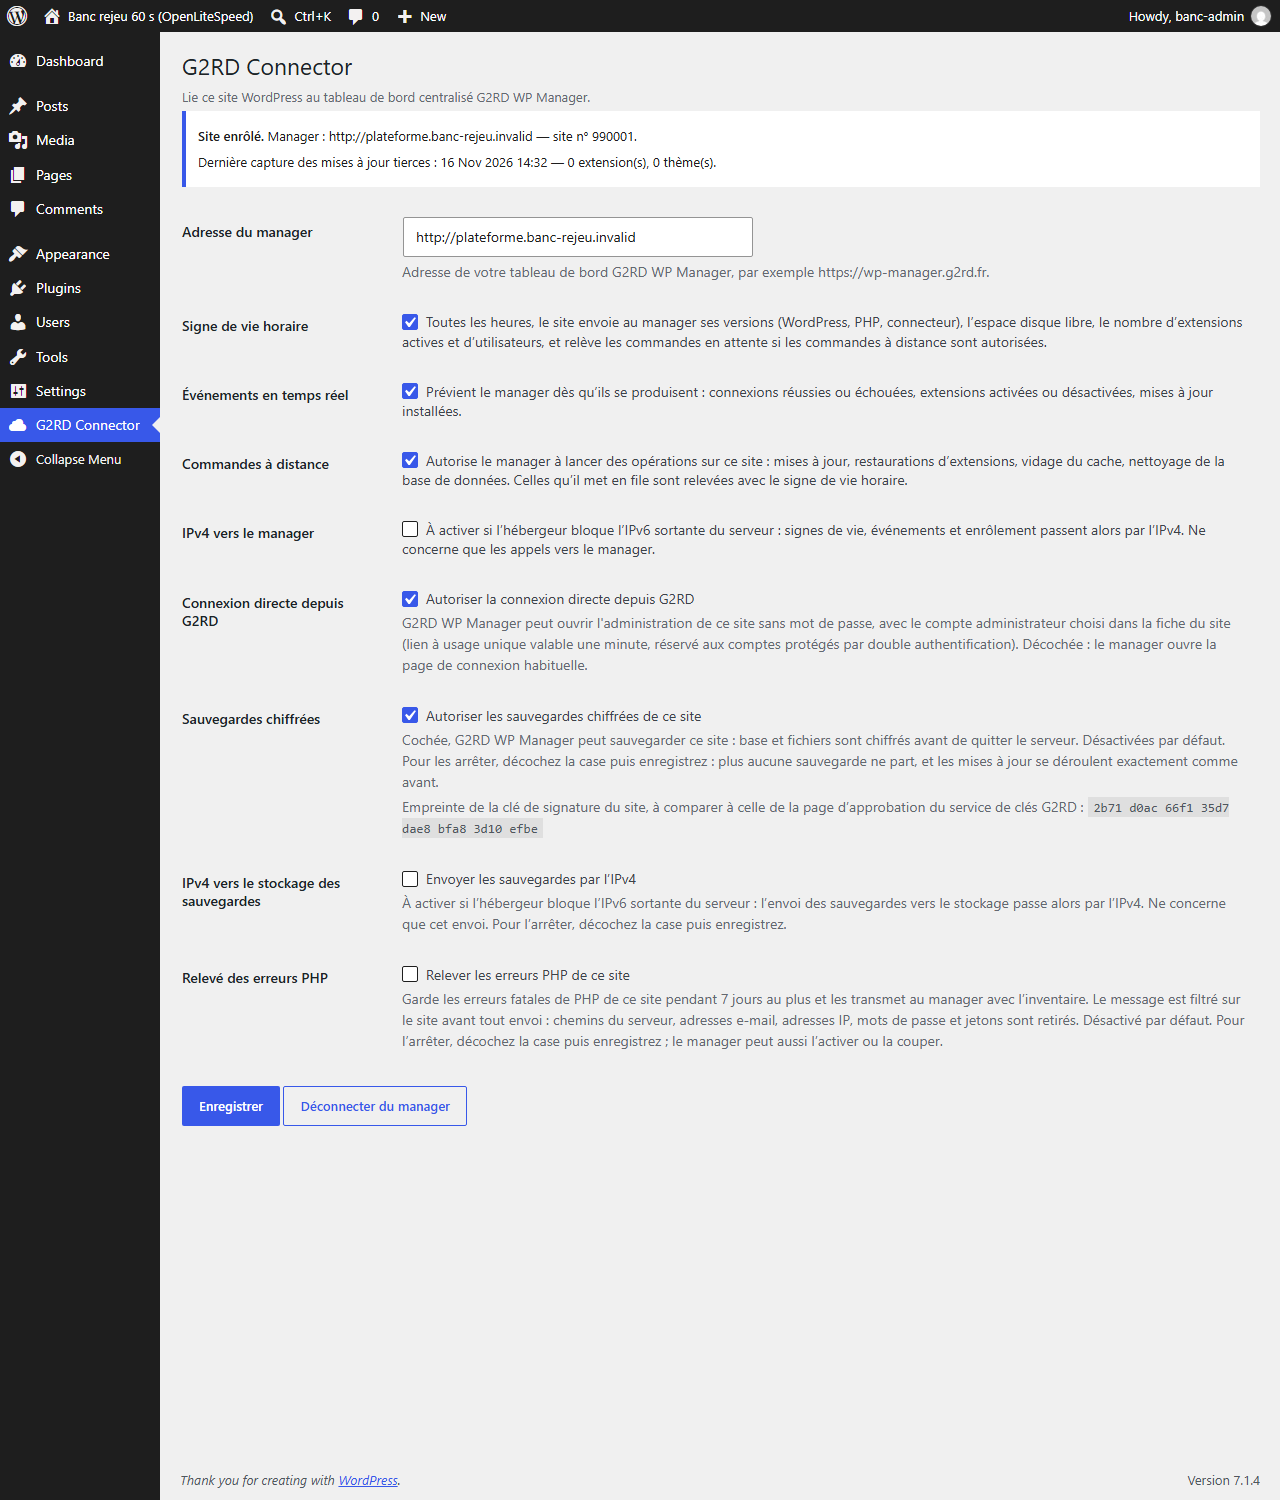 Banc rejeu 60 s (OpenLiteSpeed)
Ctrl+K
0
New
Howdy, banc-admin
Dashboard
Posts
Media
Pages
Comments
Appearance
Plugins
Users
Tools
Settings
G2RD Connector
Collapse Menu
G2RD Connector
Lie ce site WordPress au tableau de bord centralisé G2RD WP Manager.
Site enrôlé. Manager : http://plateforme.banc-rejeu.invalid — site n° 990001.
Dernière capture des mises à jour tierces : 16 Nov 2026 14:32 — 0 extension(s), 0 thème(s).
Adresse du manager
http://plateforme.banc-rejeu.invalid
Adresse de votre tableau de bord G2RD WP Manager, par exemple https://wp-manager.g2rd.fr.
Signe de vie horaire
Toutes les heures, le site envoie au manager ses versions (WordPress, PHP, connecteur), l’espace disque libre, le nombre d’extensions
actives et d’utilisateurs, et relève les commandes en attente si les commandes à distance sont autorisées.
Événements en temps réel
Prévient le manager dès qu’ils se produisent : connexions réussies ou échouées, extensions activées ou désactivées, mises à jour
installées.
Commandes à distance
Autorise le manager à lancer des opérations sur ce site : mises à jour, restaurations d’extensions, vidage du cache, nettoyage de la
base de données. Celles qu’il met en file sont relevées avec le signe de vie horaire.
IPv4 vers le manager
À activer si l’hébergeur bloque l’IPv6 sortante du serveur : signes de vie, événements et enrôlement passent alors par l’IPv4. Ne
concerne que les appels vers le manager.
Connexion directe depuis
G2RD
Autoriser la connexion directe depuis G2RD
G2RD WP Manager peut ouvrir l’administration de ce site sans mot de passe, avec le compte administrateur choisi dans la fiche du site
(lien à usage unique valable une minute, réservé aux comptes protégés par double authentification). Décochée : le manager ouvre la
page de connexion habituelle.
Sauvegardes chiffrées
Autoriser les sauvegardes chiffrées de ce site
Cochée, G2RD WP Manager peut sauvegarder ce site : base et fichiers sont chiffrés avant de quitter le serveur. Désactivées par défaut.
Pour les arrêter, décochez la case puis enregistrez : plus aucune sauvegarde ne part, et les mises à jour se déroulent exactement comme
avant.
Empreinte de la clé de signature du site, à comparer à celle de la page d’approbation du service de clés G2RD : 2b71 d0ac 66f1 35d7
dae8 bfa8 3d10 efbe
IPv4 vers le stockage des
sauvegardes
Envoyer les sauvegardes par l’IPv4
À activer si l’hébergeur bloque l’IPv6 sortante du serveur : l’envoi des sauvegardes vers le stockage passe alors par l’IPv4. Ne concerne
que cet envoi. Pour l’arrêter, décochez la case puis enregistrez.
Relevé des erreurs PHP
Relever les erreurs PHP de ce site
Garde les erreurs fatales de PHP de ce site pendant 7 jours au plus et les transmet au manager avec l’inventaire. Le message est filtré sur
le site avant tout envoi : chemins du serveur, adresses e-mail, adresses IP, mots de passe et jetons sont retirés. Désactivé par défaut. Pour
l’arrêter, décochez la case puis enregistrez ; le manager peut aussi l’activer ou la couper.
Enregistrer
Déconnecter du manager
Thank you for creating with WordPress.
Version 7.1.4